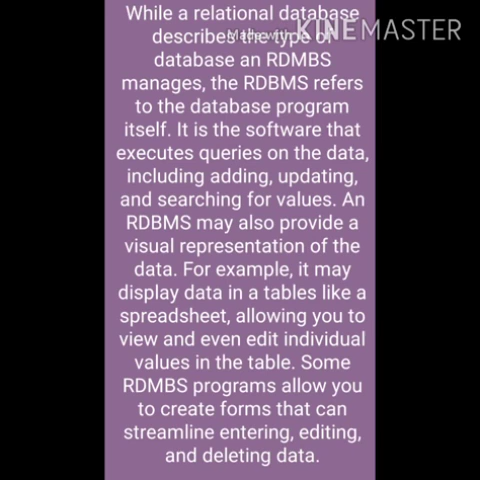 While a relational database
describes the type of
Made with KINEMASTER
database an RDMBS
manages, the RDBMS refers
to the database program
itself. It is the software that
executes queries on the data,
including adding, updating,
and searching for values. An
RDBMS may also provide a
visual representation of the
data. For example, it may
display data in a tables like a
spreadsheet, allowing you to
view and even edit individual
values in the table. Some
RDMBS programs allow you
to create forms that can
streamline entering, editing,
and deleting data.